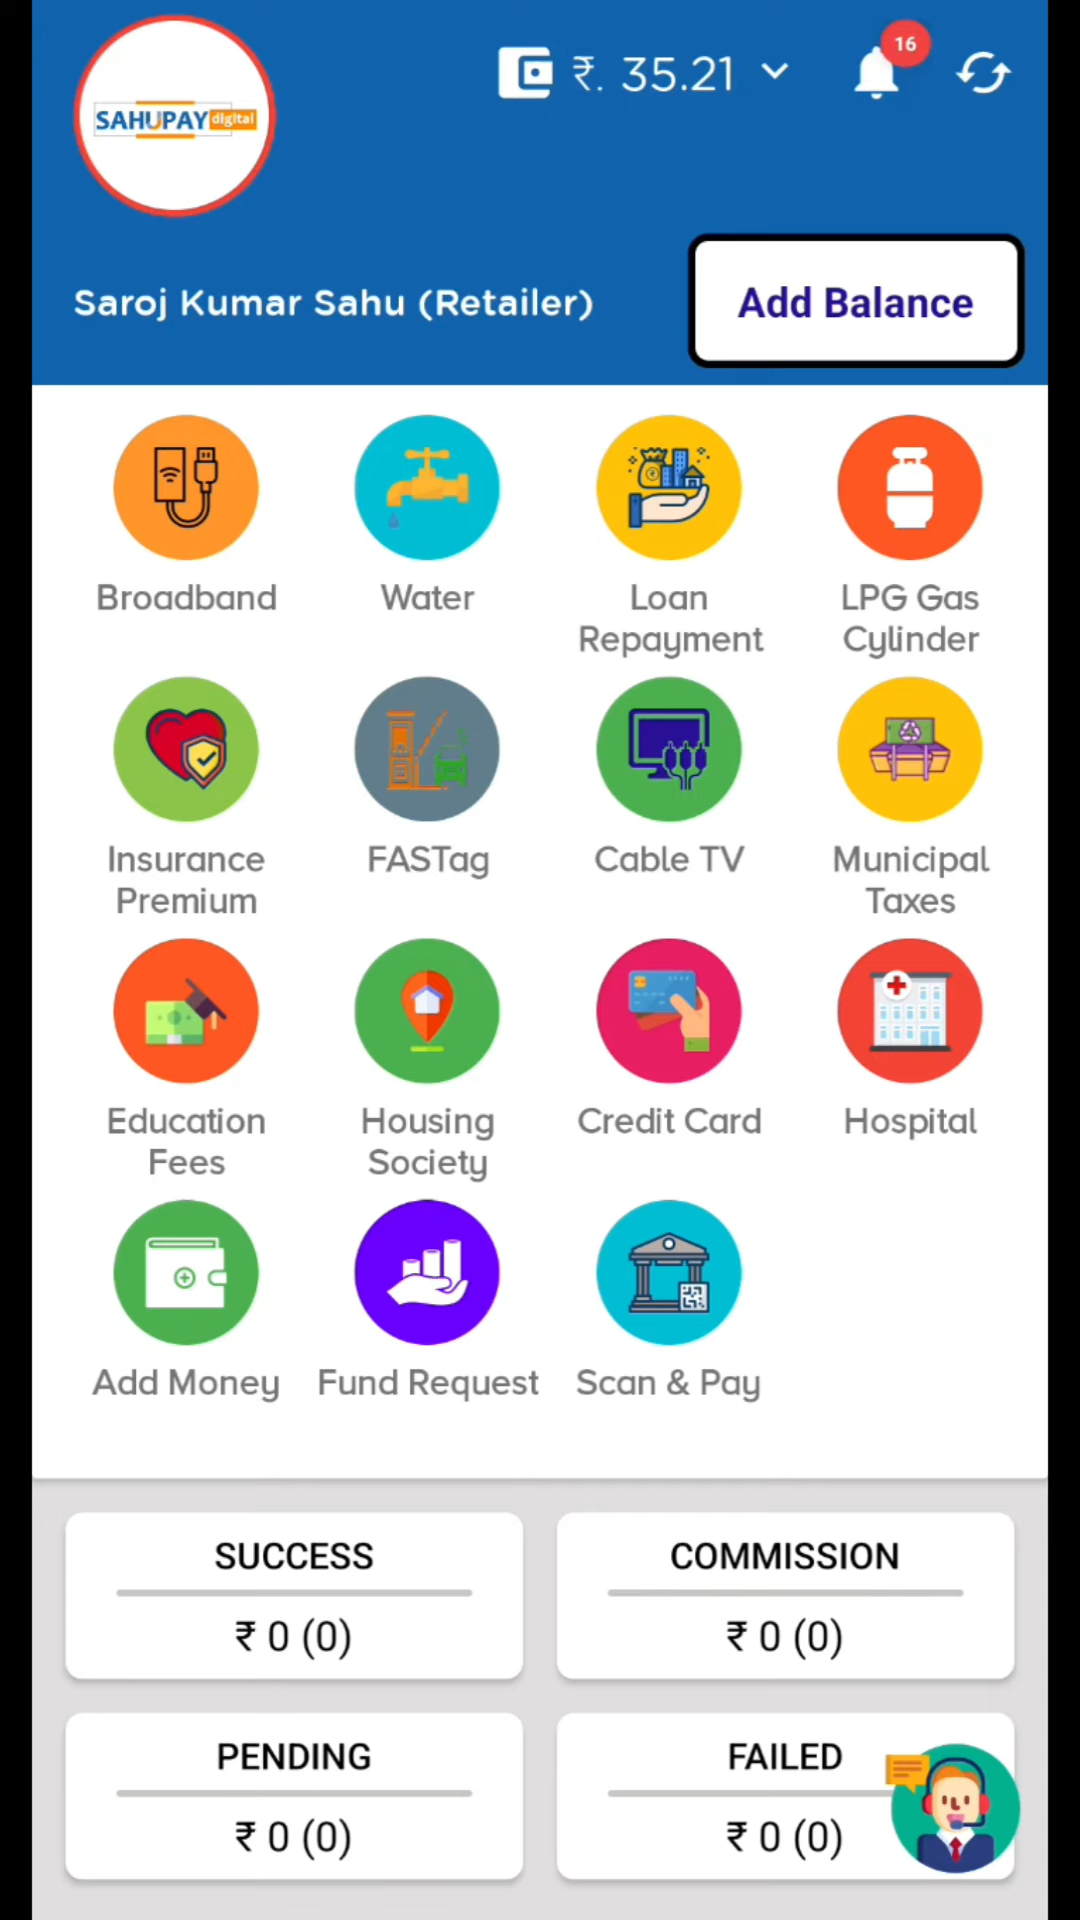 SAHUPAY digital
₹. 35.21
16
Saroj Kumar Sahu (Retailer)
Add Balance
Broadband
Water
Loan
Repayment
LPG Gas
Cylinder
Insurance
Premium
FASTag
Cable TV
Municipal
Taxes
Education
Fees
Housing
Society
Credit Card
Hospital
Add Money
Fund Request
Scan & Pay
SUCCESS
₹ 0 (0)
COMMISSION
₹ 0 (0)
PENDING
₹ 0 (0)
FAILED
₹ 0 (0)